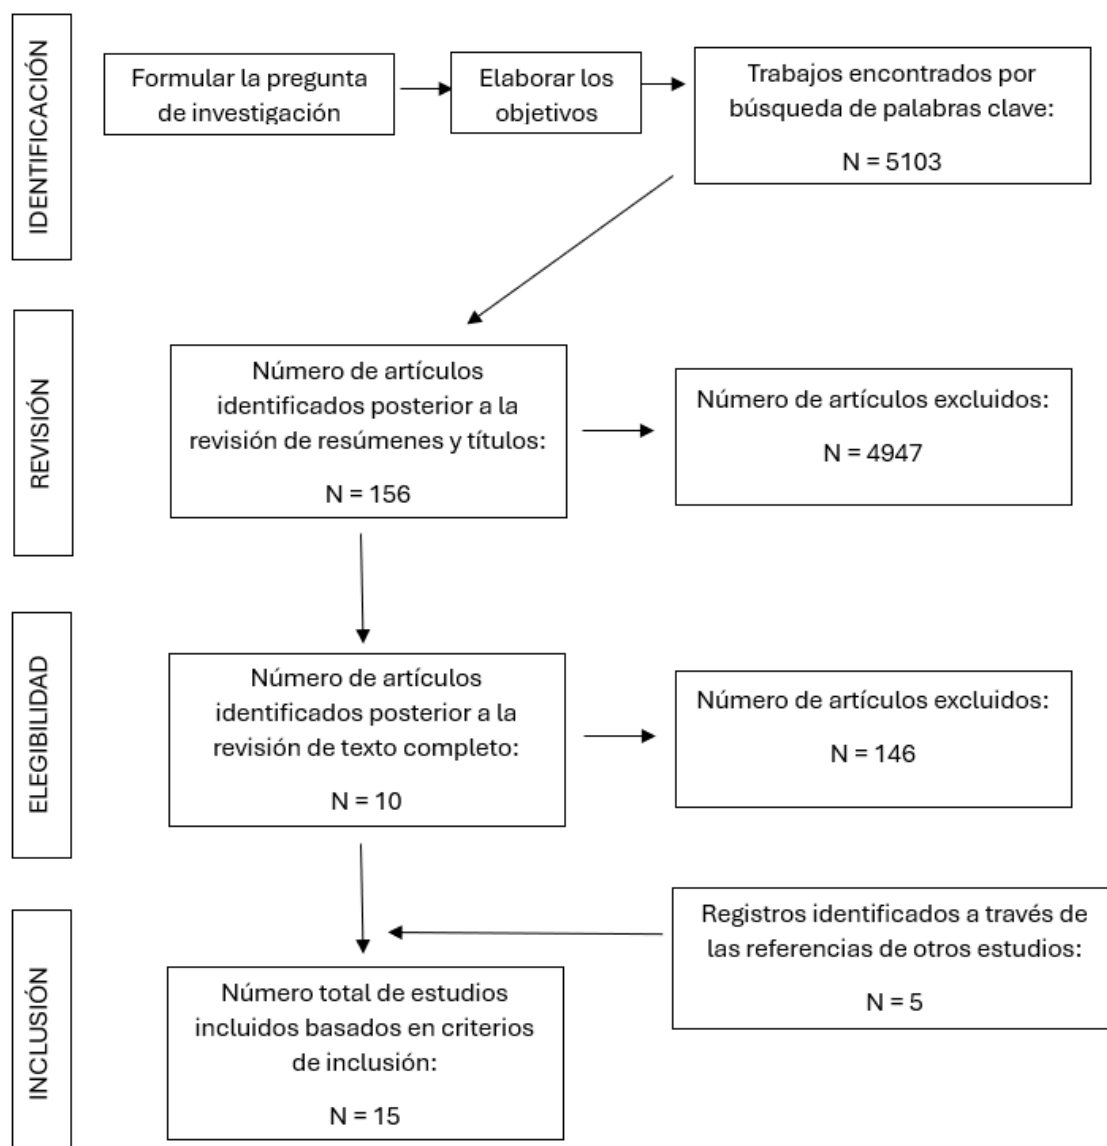 IDENTIFICACIÓN
Formular la pregunta
de investigación
Elaborar los
objetivos
Trabajos encontrados por
búsqueda de palabras clave:
N = 5103
REVISIÓN
Número de artículos
identificados posterior a la
revisión de resúmenes y títulos:
N = 156
Número de artículos excluidos:
N = 4947
ELEGIBILIDAD
Número de artículos
identificados posterior a la
revisión de texto completo:
N = 10
Número de artículos excluidos:
N = 146
INCLUSIÓN
Registros identificados a través de
las referencias de otros estudios:
N = 5
Número total de estudios
incluidos basados en criterios
de inclusión:
N = 15